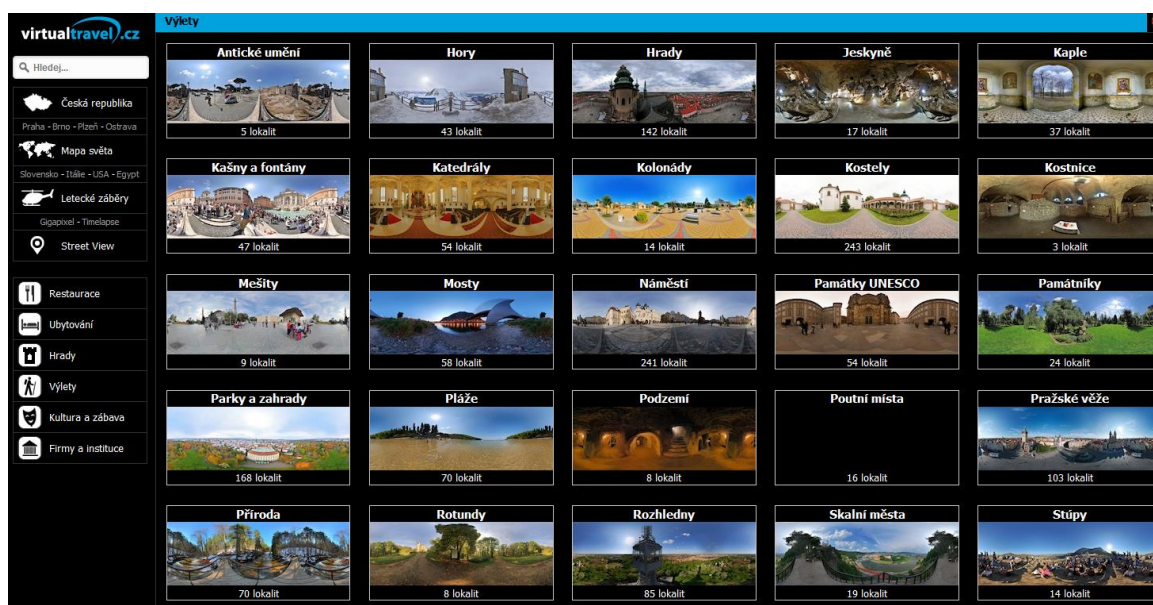 virtualtravel.cz
Výlety
Hledej...
Česká republika
Praha - Brno - Plzeň - Ostrava
Mapa světa
Slovensko - Itálie - USA - Egypt
Letecké záběry
Gigapixel - Timelapse
Street View
Restaurace
Ubytování
Hrady
Výlety
Kultura a zábava
Firmy a instituce
Antické umění
5 lokalit
Hory
43 lokalit
Hrady
142 lokalit
Jeskyně
17 lokalit
Kaple
37 lokalit
Kašny a fontány
47 lokalit
Katedrály
54 lokalit
Kolonády
14 lokalit
Kostely
243 lokalit
Kostnice
3 lokalit
Mešity
9 lokalit
Mosty
58 lokalit
Náměstí
241 lokalit
Památky UNESCO
54 lokalit
Památníky
24 lokalit
Parky a zahrady
168 lokalit
Pláže
70 lokalit
Podzemí
8 lokalit
Poutní místa
16 lokalit
Pražské věže
103 lokalit
Příroda
70 lokalit
Rotundy
8 lokalit
Rozhledny
85 lokalit
Skalní města
19 lokalit
Stúpy
14 lokalit